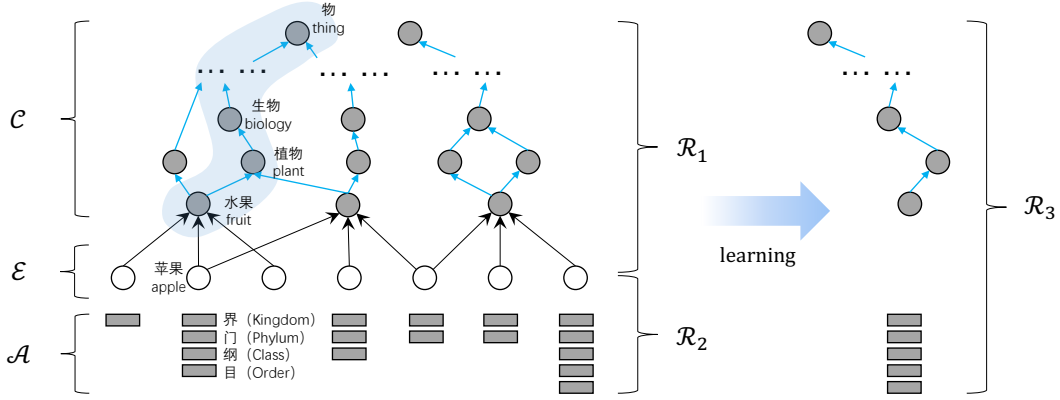 物
thing
... ...
... ...
... ...
... ...
𝒞
生物
biology
植物
plant
ℛ1
水果
fruit
ℛ3
learning
ℰ
苹果
apple
界（Kingdom）
门（Phylum）
𝒜
纲（Class）
目（Order）
ℛ2